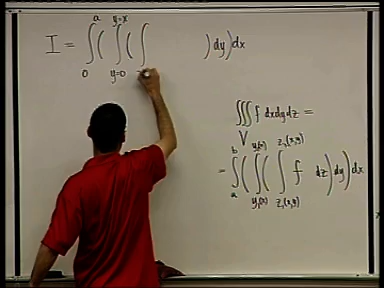 I = ∫₀ᵃ ( ∫_{y=0}^{y=x} ( ∫ ) dy ) dx
∭_V f dxdydz =
= ∫ₐᵇ ( ∫_{y₁(x)}^{y₂(x)} ( ∫_{z₁(x,y)}^{z₂(x,y)} f dz ) dy ) dx